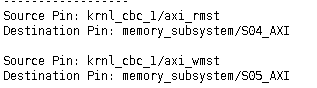 ------------------
Source Pin: krnl_cbc_1/axi_rmst
Destination Pin: memory_subsystem/S04_AXI

Source Pin: krnl_cbc_1/axi_wmst
Destination Pin: memory_subsystem/S05_AXI